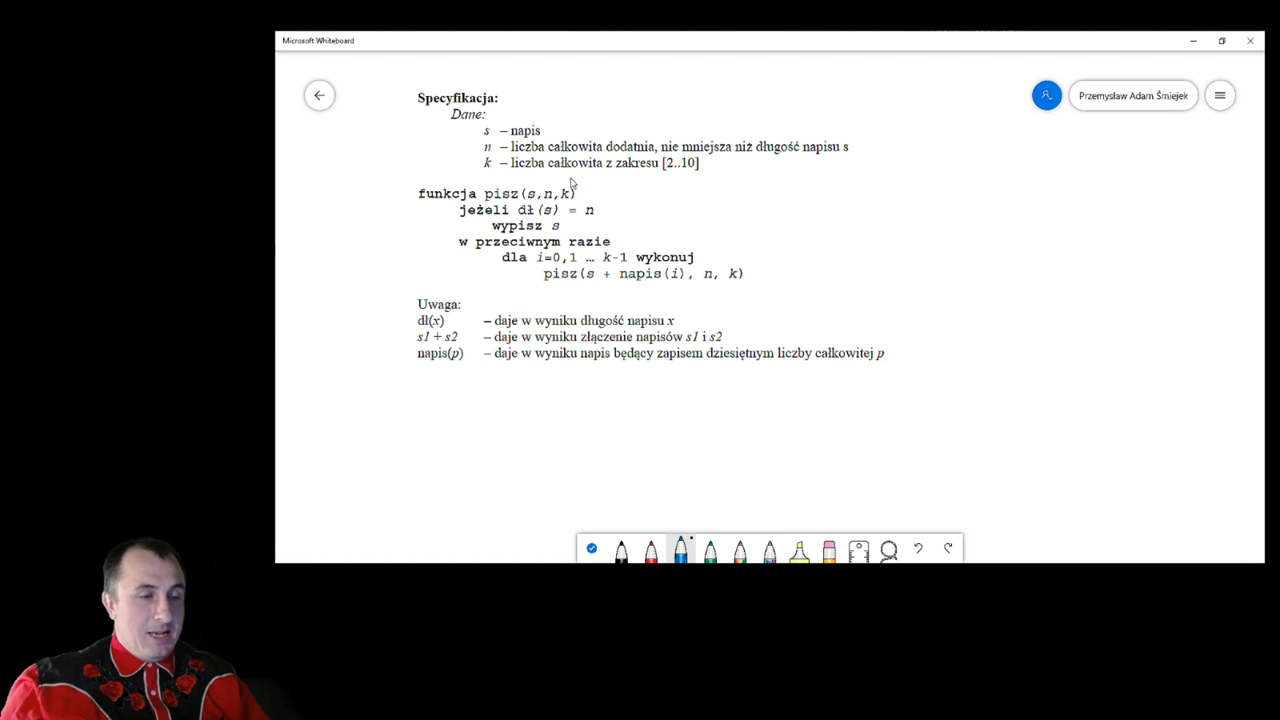 Microsoft Whiteboard
Przemysław Adam Śmiejek
Specyfikacja:
Dane:
s – napis
n – liczba całkowita dodatnia, nie mniejsza niż długość napisu s
k – liczba całkowita z zakresu [2..10]
funkcja pisz(s,n,k)
jeżeli dł(s) = n
wypisz s
w przeciwnym razie
dla i=0,1 … k-1 wykonuj
pisz(s + napis(i), n, k)
Uwaga:
dł(x) – daje w wyniku długość napisu x
s1 + s2 – daje w wyniku złączenie napisów s1 i s2
napis(p) – daje w wyniku napis będący zapisem dziesiętnym liczby całkowitej p